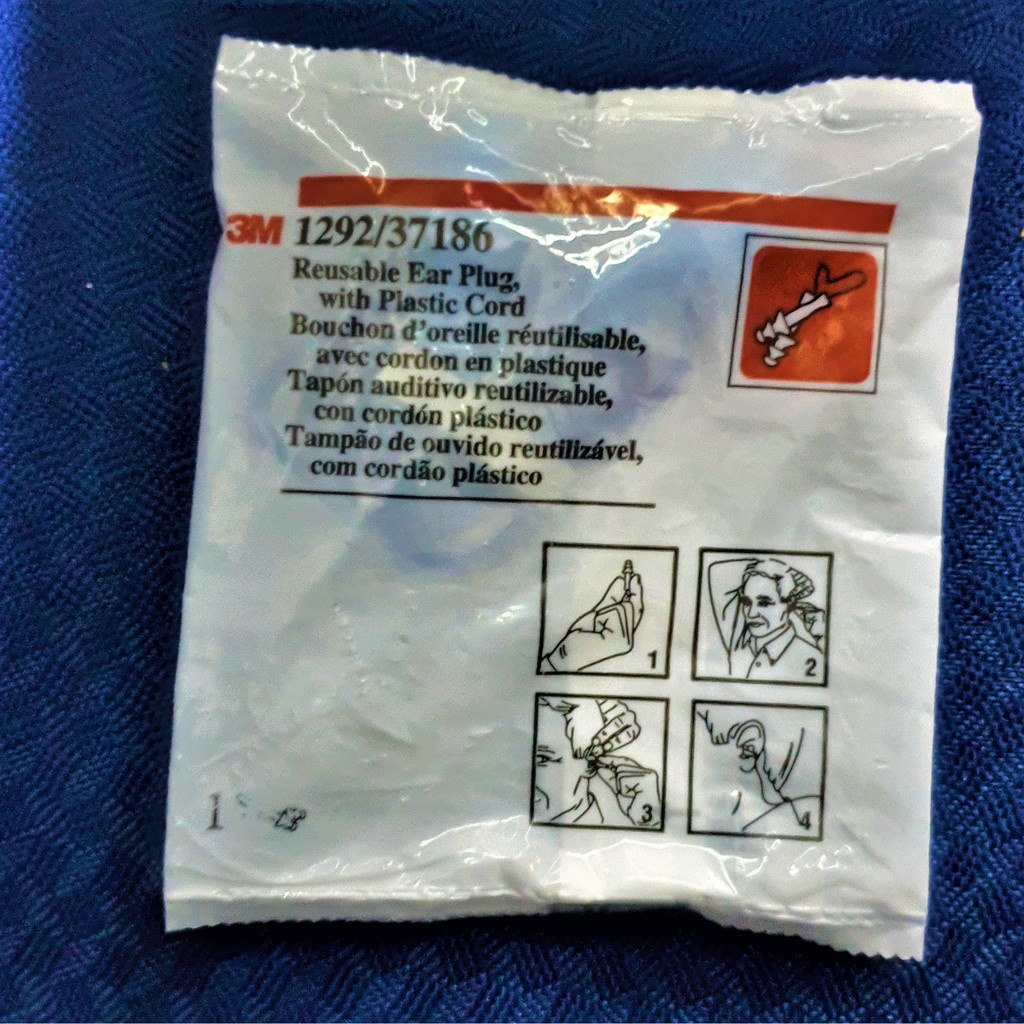 3M 1292/37186
Reusable Ear Plug,
with Plastic Cord
Bouchon d'oreille réutilisable,
avec cordon en plastique
Tapón auditivo reutilizable,
con cordón plástico
Tampão de ouvido reutilizável,
com cordão plástico
1 2
3 4
1